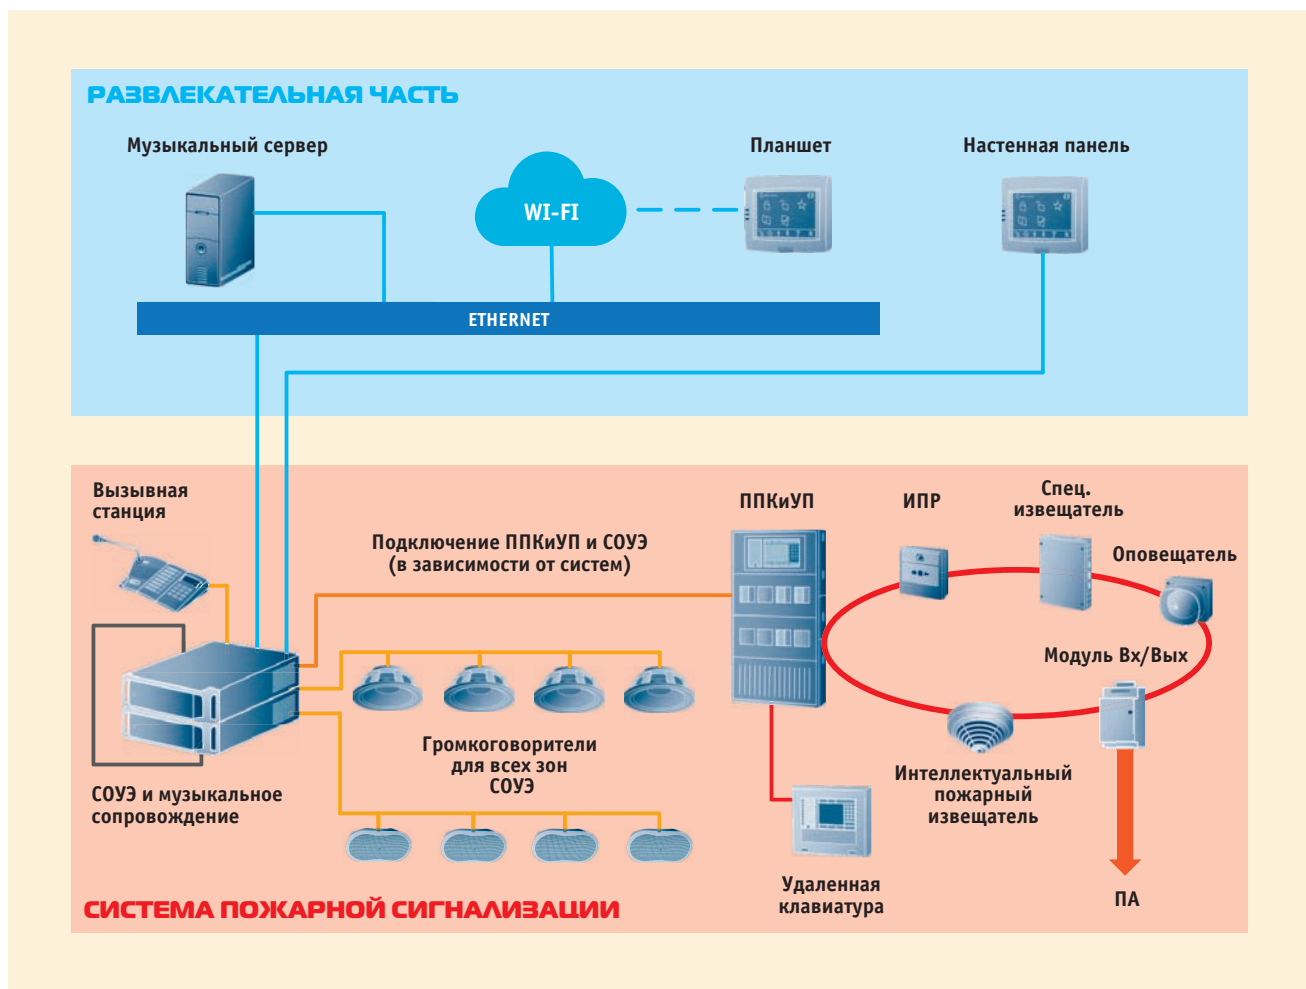 РАЗВЛЕКАТЕЛЬНАЯ ЧАСТЬ
Музыкальный сервер
Планшет
Настенная панель
WI-FI
ETHERNET
Вызывная
станция
Подключение ППКиУП и СОУЭ
(в зависимости от систем)
ППКиУП
ИПР
Спец.
извещатель
Оповещатель
Модуль Вх/Вых
Громкоговорители
для всех зон
СОУЭ
СОУЭ и музыкальное
сопровождение
Интеллектуальный
пожарный
извещатель
Удаленная
клавиатура
ПА
СИСТЕМА ПОЖАРНОЙ СИГНАЛИЗАЦИИ